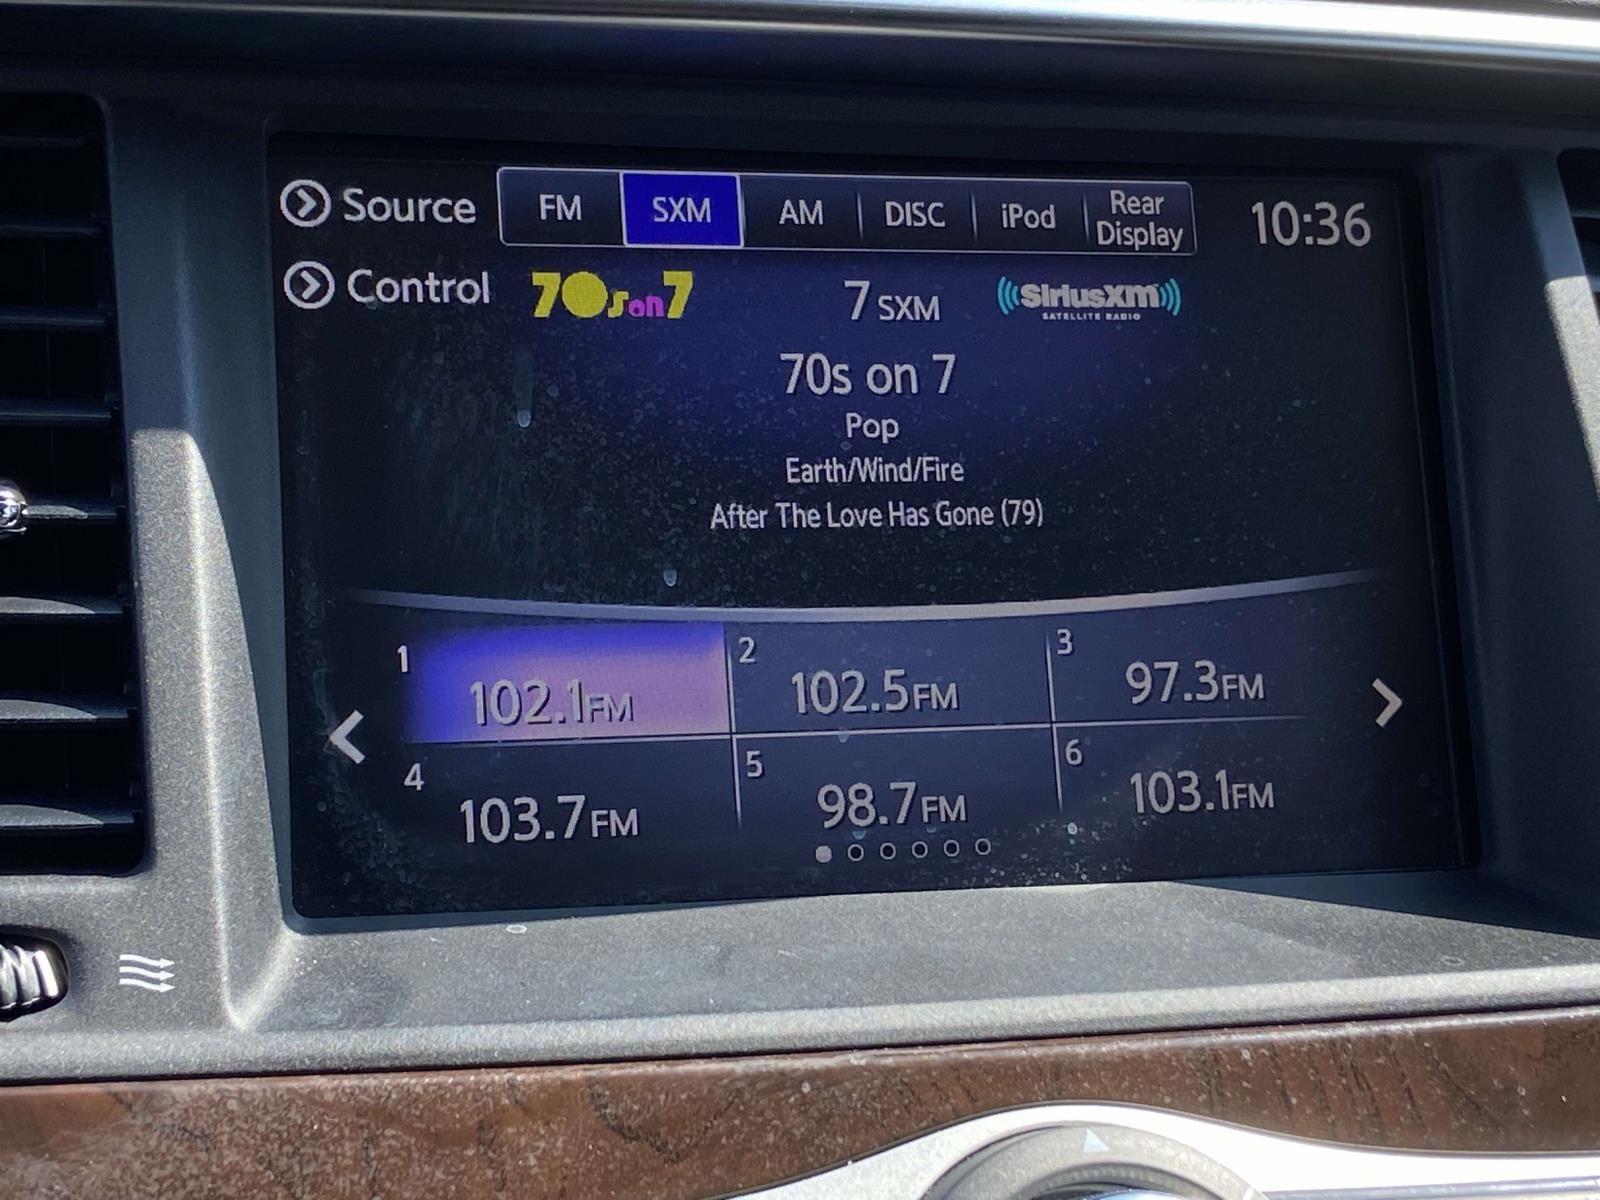 Source
FM SXM AM DISC iPod Rear Display
10:36
Control
70s on 7
7 SXM
SiriusXM
SATELLITE RADIO
70s on 7
Pop
Earth/Wind/Fire
After The Love Has Gone (79)
1 102.1FM
2 102.5FM
3 97.3FM
4 103.7FM
5 98.7FM
6 103.1FM